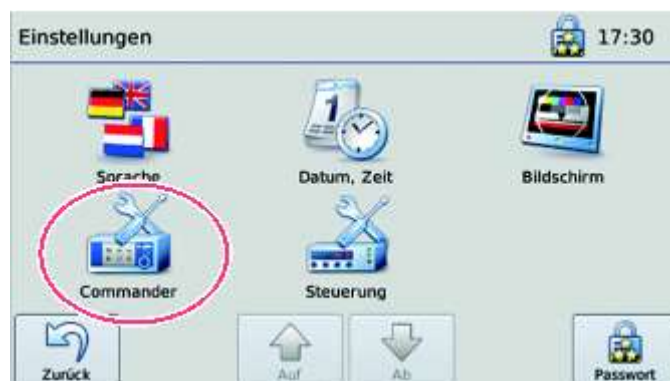 Einstellungen 17:30
Sprache Datum, Zeit Bildschirm
Commander Steuerung
Zurück Auf Ab Passwort